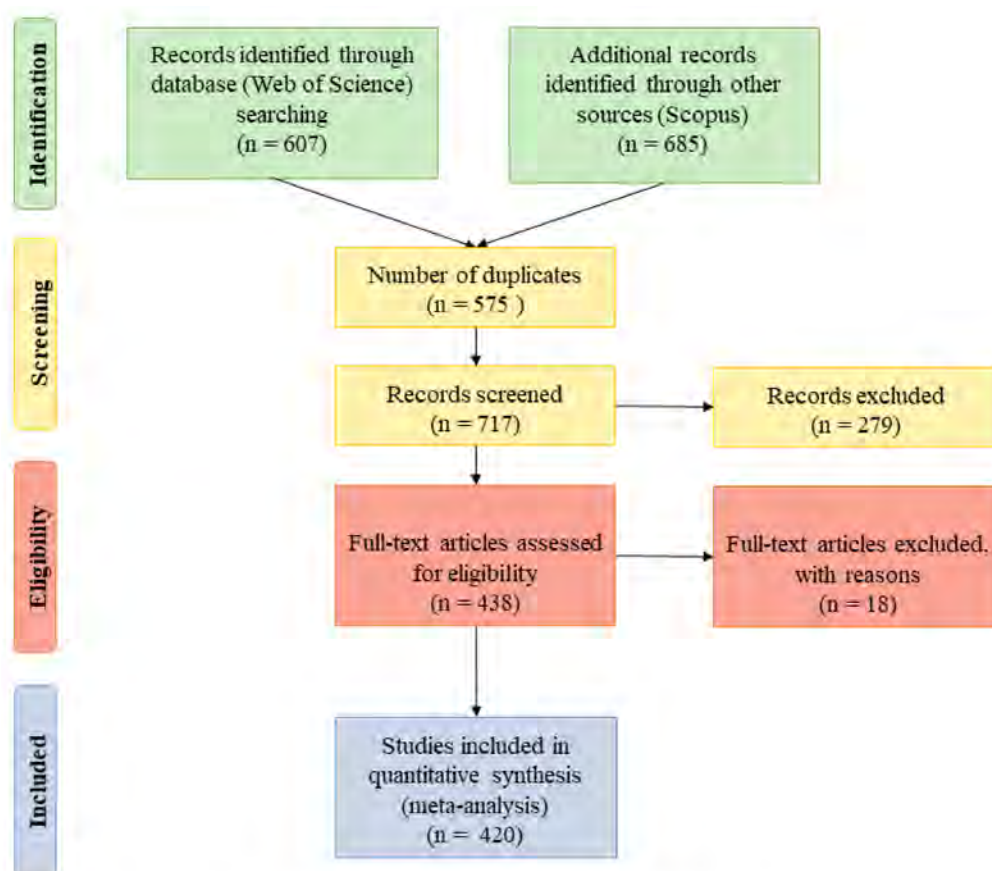 Identification
Records identified through
database (Web of Science)
searching
(n = 607)
Additional records
identified through other
sources (Scopus)
(n = 685)
Screening
Number of duplicates
(n = 575 )
Records screened
(n = 717)
Records excluded
(n = 279)
Eligibility
Full-text articles assessed
for eligibility
(n = 438)
Full-text articles excluded,
with reasons
(n = 18)
Included
Studies included in
quantitative synthesis
(meta-analysis)
(n = 420)